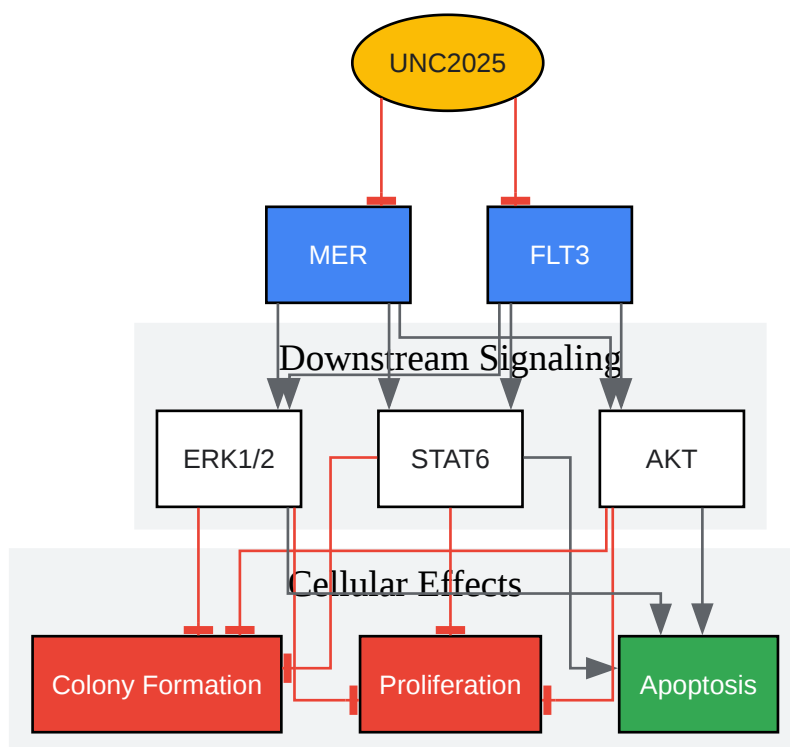 UNC2025
MER
FLT3
Downstream Signaling
ERK1/2
STAT6
AKT
Cellular Effects
Colony Formation
Proliferation
Apoptosis